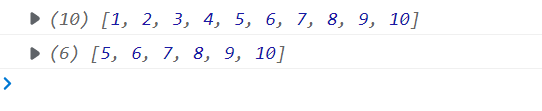 (10) [1, 2, 3, 4, 5, 6, 7, 8, 9, 10]
(6) [5, 6, 7, 8, 9, 10]